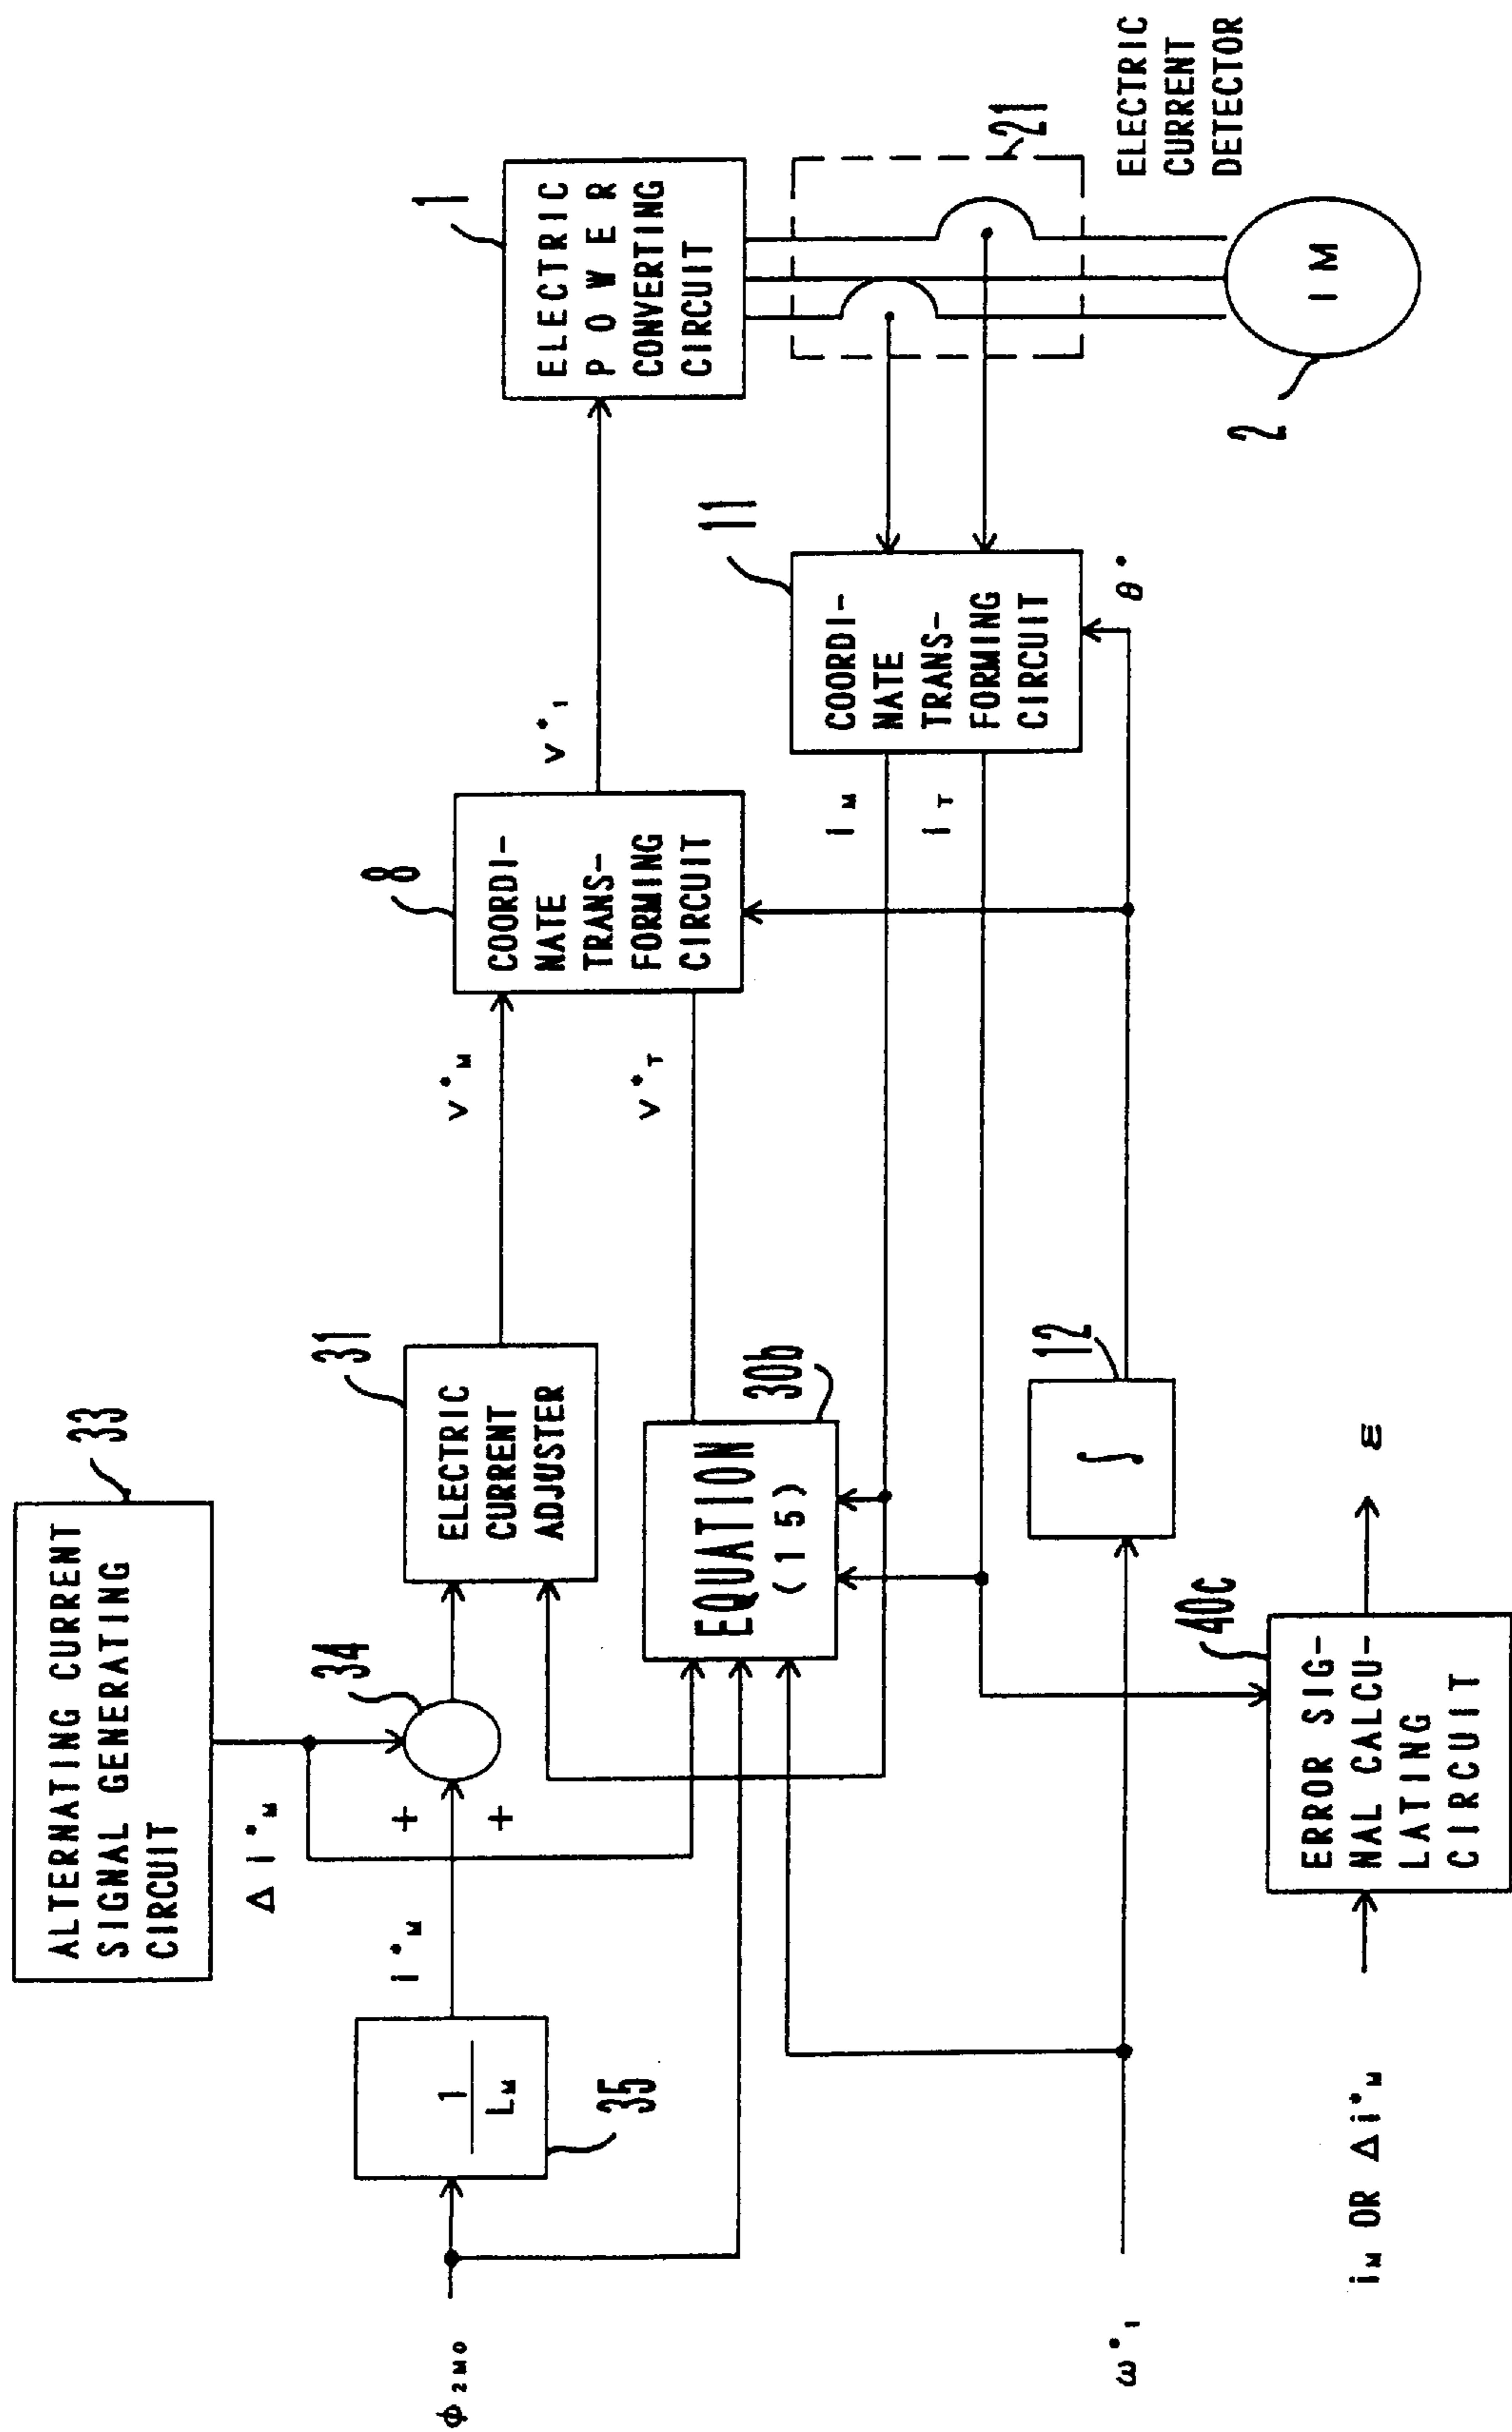 ALTERNATING CURRENT
SIGNAL GENERATING
CIRCUIT
33
Δi*M
φ2M0
1
LM
35
i*M
+
+
34
ELECTRIC
CURRENT
ADJUSTER
31
v*M
EQUATION
(15)
30b
v*T
COORDI-
NATE
TRANS-
FORMING
CIRCUIT
8
v*1
ELECTRIC
POWER
CONVERTING
CIRCUIT
1
21
ELECTRIC
CURRENT
DETECTOR
IM
2
COORDI-
NATE
TRANS-
FORMING
CIRCUIT
11
iM
iT
θ*
ω*1
∫
12
iM OR Δi*M
ERROR SIG-
NAL CALCU-
LATING
CIRCUIT
40c
ε